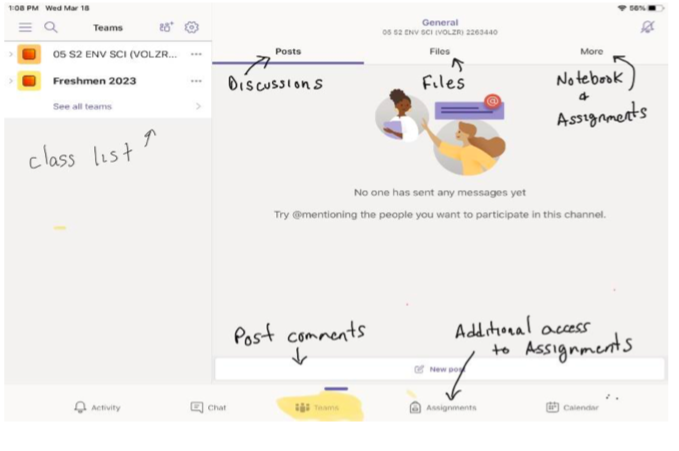 1:08 PM Wed Mar 18
56%
Teams
General
05 S2 ENV SCI (VOLZR) 2263440
05 S2 ENV SCI (VOLZR...
Freshmen 2023
See all teams
class list
Posts
Files
More
Discussions
Files
Notebook
&
Assignments
@
No one has sent any messages yet
Try @mentioning the people you want to participate in this channel.
Post comments
Additional access
to Assignments
New post
Activity
Chat
Teams
Assignments
Calendar